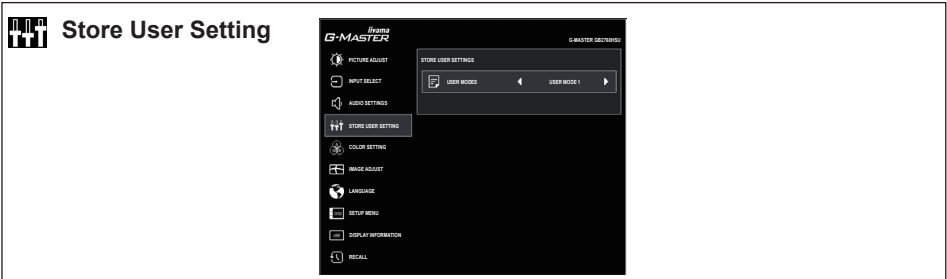 Store User Setting
iiyama
G-MASTER
G-MASTER GB2760HSU
PICTURE ADJUST
STORE USER SETTINGS
INPUT SELECT
USER MODES
USER MODE 1
AUDIO SETTINGS
STORE USER SETTING
COLOR SETTING
IMAGE ADJUST
LANGUAGE
SETUP MENU
DISPLAY INFORMATION
RECALL